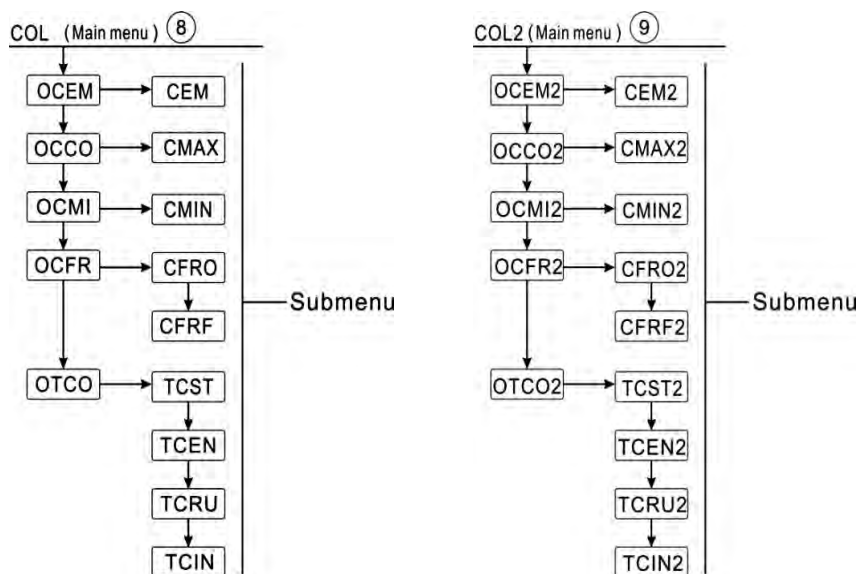 COL (Main menu) 8
OCEM CEM
OCCO CMAX
OCMI CMIN
OCFR CFRO
CFRF
OTCO TCST
TCEN
TCRU
TCIN
Submenu
COL2 (Main menu) 9
OCEM2 CEM2
OCCO2 CMAX2
OCMI2 CMIN2
OCFR2 CFRO2
CFRF2
OTCO2 TCST2
TCEN2
TCRU2
TCIN2
Submenu